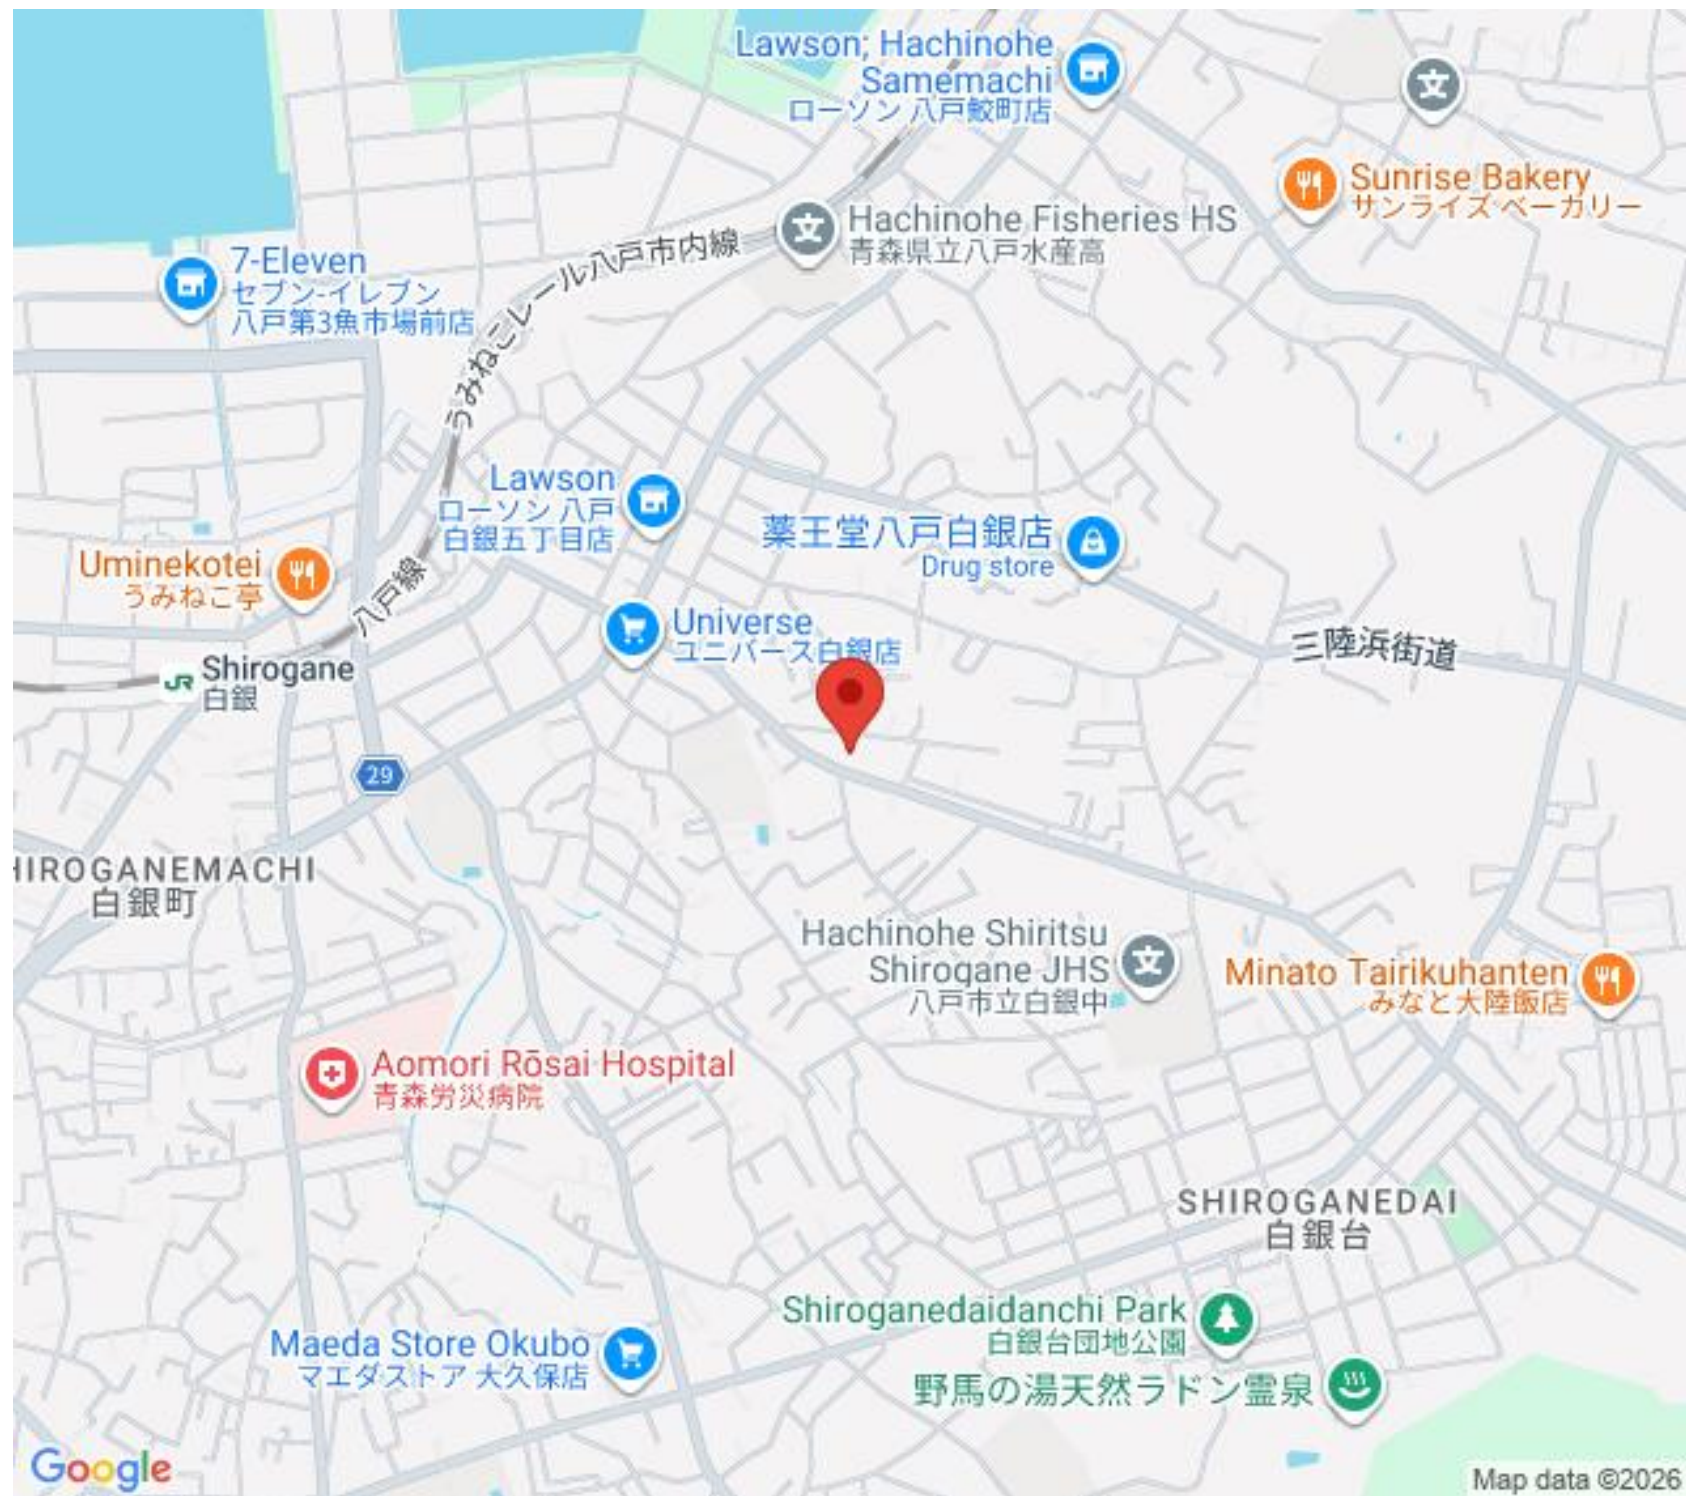 Lawson; Hachinohe
Samemachi
ローソン 八戸鮫町店
Sunrise Bakery
サンライズ ベーカリー
Hachinohe Fisheries HS
青森県立八戸水産高
うみねこレール八戸市内線
7-Eleven
セブン-イレブン
八戸第3魚市場前店
Lawson
ローソン 八戸
白銀五丁目店
薬王堂八戸白銀店
Drug store
Uminekotei
うみねこ亭
八戸線
Universe
ユニバース白銀店
三陸浜街道
JR
Shirogane
白銀
29
HIROGANEMACHI
白銀町
Hachinohe Shiritsu
Shirogane JHS
八戸市立白銀中
Minato Tairikuhanten
みなと大陸飯店
Aomori Rōsai Hospital
青森労災病院
SHIROGANEDAI
白銀台
Shiroganedaidanchi Park
白銀台団地公園
Maeda Store Okubo
マエダストア 大久保店
野馬の湯天然ラドン霊泉
Google
Map data ©2026